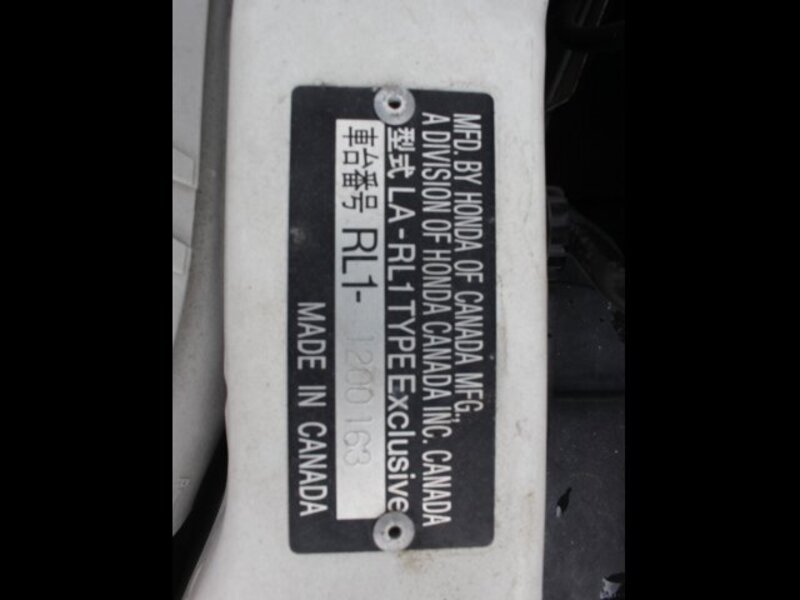 MFD. BY HONDA OF CANADA MFG.,
A DIVISION OF HONDA CANADA INC. CANADA
型式 LA-RL1 TYPE Exclusive
車台番号 RL1-1200163
MADE IN CANADA